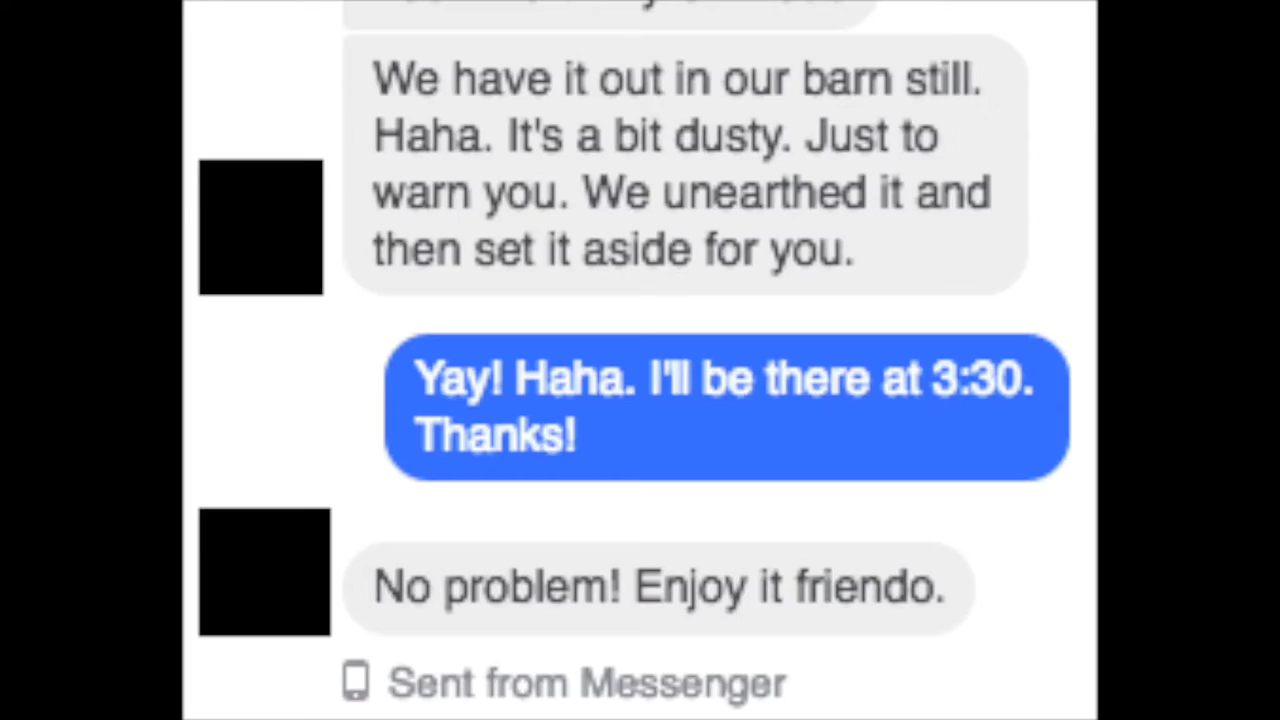 We have it out in our barn still.
Haha. It's a bit dusty. Just to
warn you. We unearthed it and
then set it aside for you.
Yay! Haha. I'll be there at 3:30.
Thanks!
No problem! Enjoy it friendo.
Sent from Messenger